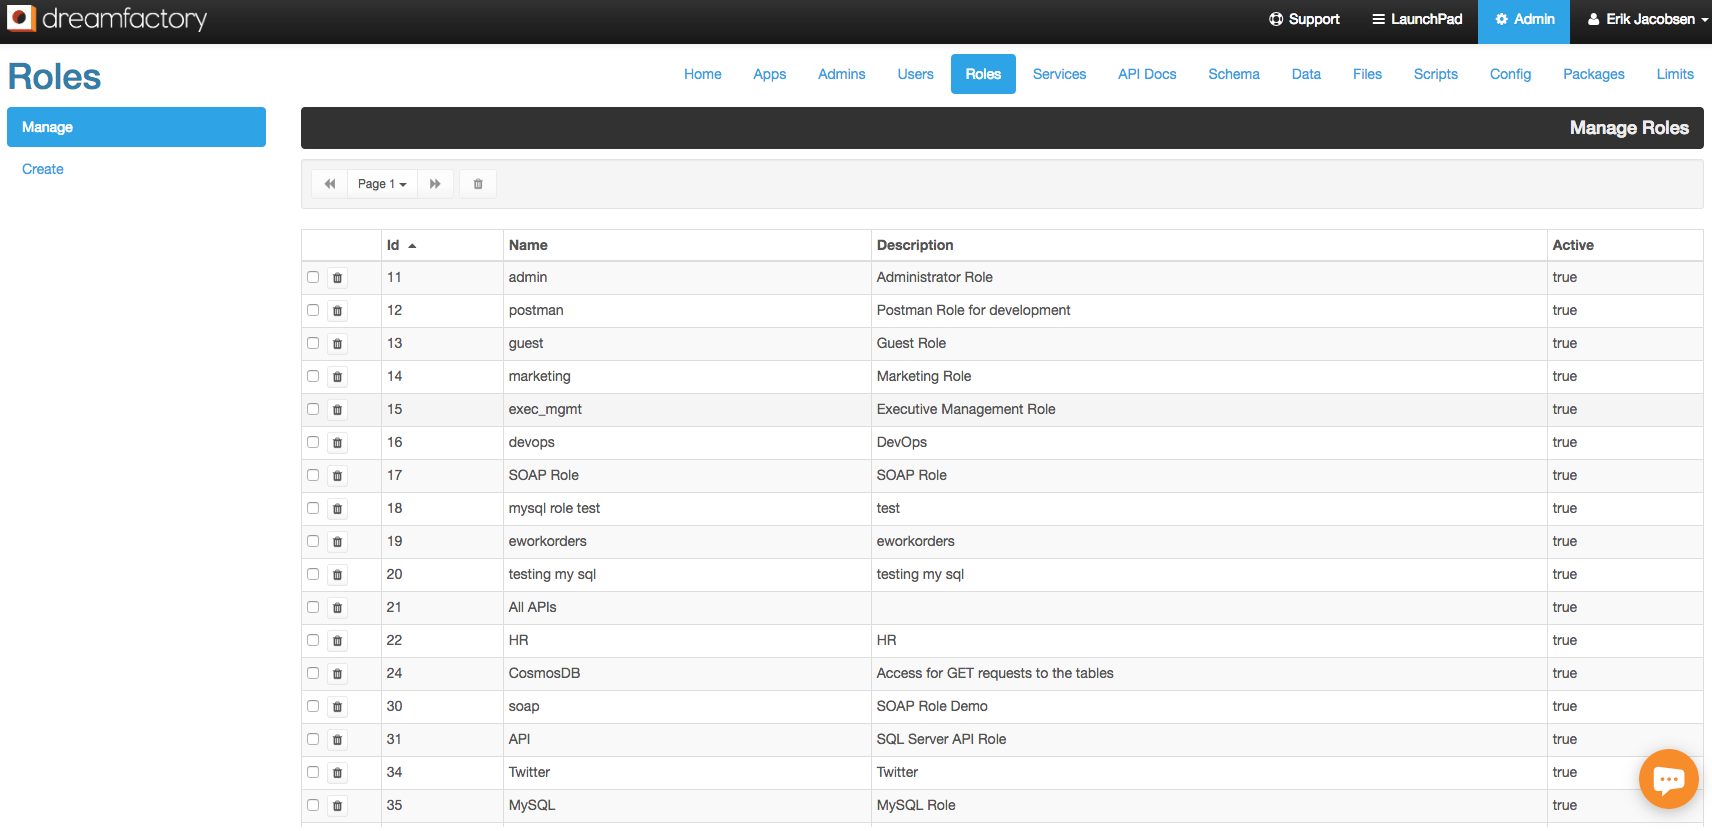 dreamfactory Support LaunchPad Admin Erik Jacobsen
Roles Home Apps Admins Users Roles Services API Docs Schema Data Files Scripts Config Packages Limits
Manage Manage Roles
Create
Page 1
Id Name Description Active
11 admin Administrator Role true
12 postman Postman Role for development true
13 guest Guest Role true
14 marketing Marketing Role true
15 exec_mgmt Executive Management Role true
16 devops DevOps true
17 SOAP Role SOAP Role true
18 mysql role test test true
19 eworkorders eworkorders true
20 testing my sql testing my sql true
21 All APIs true
22 HR HR true
24 CosmosDB Access for GET requests to the tables true
30 soap SOAP Role Demo true
31 API SQL Server API Role true
34 Twitter Twitter true
35 MySQL MySQL Role true